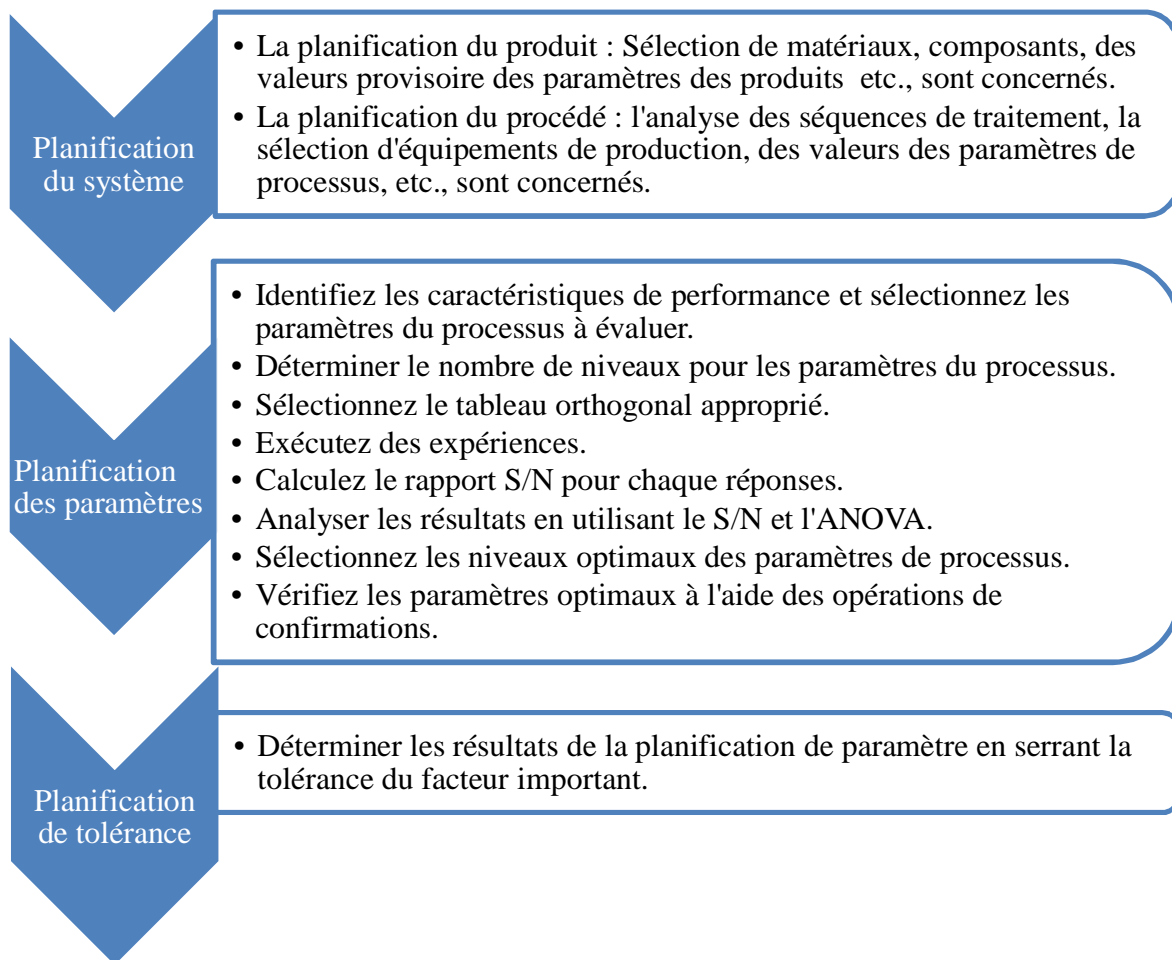 Planification
du système
• La planification du produit : Sélection de matériaux, composants, des
valeurs provisoire des paramètres des produits  etc., sont concernés.
• La planification du procédé : l'analyse des séquences de traitement, la
sélection d'équipements de production, des valeurs des paramètres de
processus, etc., sont concernés.
Planification
des paramètres
• Identifiez les caractéristiques de performance et sélectionnez les
paramètres du processus à évaluer.
• Déterminer le nombre de niveaux pour les paramètres du processus.
• Sélectionnez le tableau orthogonal approprié.
• Exécutez des expériences.
• Calculez le rapport S/N pour chaque réponses.
• Analyser les résultats en utilisant le S/N et l'ANOVA.
• Sélectionnez les niveaux optimaux des paramètres de processus.
• Vérifiez les paramètres optimaux à l'aide des opérations de
confirmations.
Planification
de tolérance
• Déterminer les résultats de la planification de paramètre en serrant la
tolérance du facteur important.